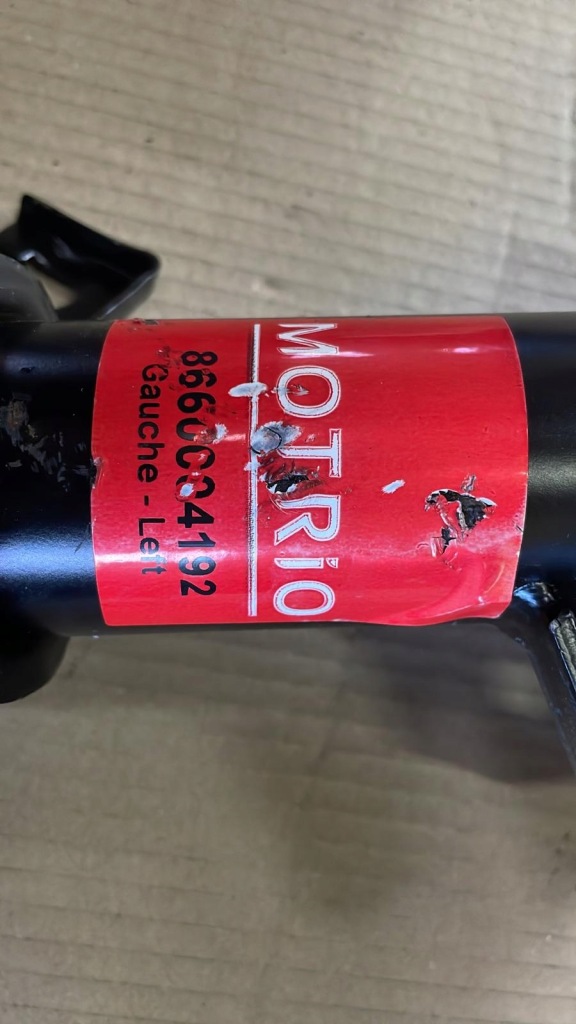 MOTRiO
8660004192
Gauche - Left